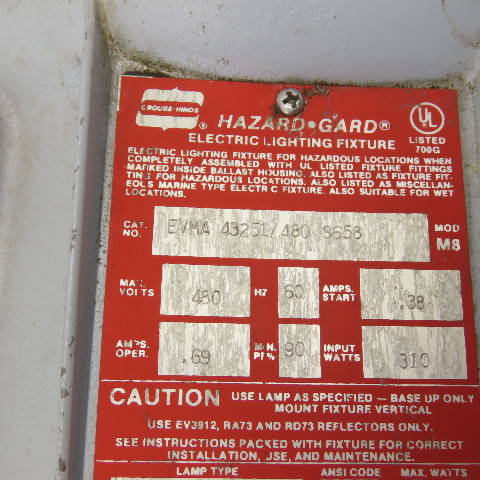 CROUSE-HINDS
®
HAZARD•GARD®
ELECTRIC LIGHTING FIXTURE
UL
LISTED
700G
ELECTRIC LIGHTING FIXTURE FOR HAZARDOUS LOCATIONS WHEN
COMPLETELY ASSEMBLED WITH UL LISTED FIXTURE FITTINGS
MARKED INSIDE BALLAST HOUSING. ALSO LISTED AS FIXTURE FIT-
TING FOR HAZARDOUS LOCATIONS. ALSO LISTED AS MISCELLAN-
EOUS MARINE TYPE ELECTRIC FIXTURE. ALSO SUITABLE FOR WET
LOCATIONS.
CAT. NO. EVMA 43251/480 S658 MOD M8
MAX. VOLTS 480 HZ 60 AMPS. START .38
AMPS. OPER. .69 MIN. PF% 90 INPUT WATTS 310
CAUTION USE LAMP AS SPECIFIED — BASE UP ONLY
MOUNT FIXTURE VERTICAL
USE EV3912, RA73 AND RD73 REFLECTORS ONLY.
SEE INSTRUCTIONS PACKED WITH FIXTURE FOR CORRECT
INSTALLATION, USE, AND MAINTENANCE.
LAMP TYPE ANSI CODE MAX. WATTS